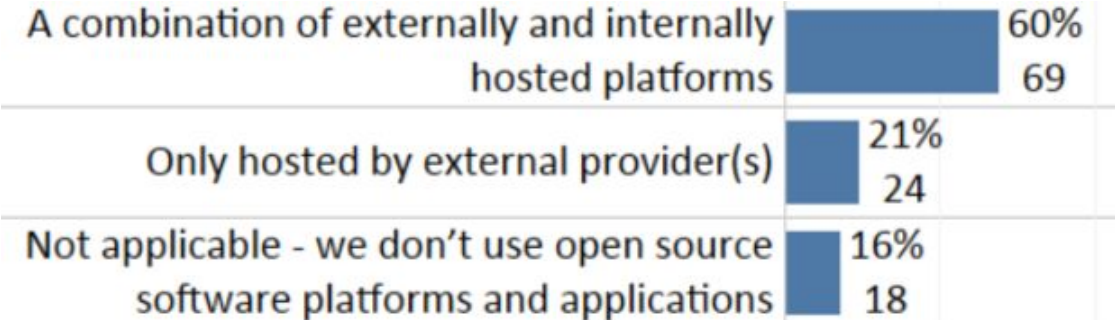 A combination of externally and internally
hosted platforms
60%
69
Only hosted by external provider(s)
21%
24
Not applicable - we don’t use open source
software platforms and applications
16%
18